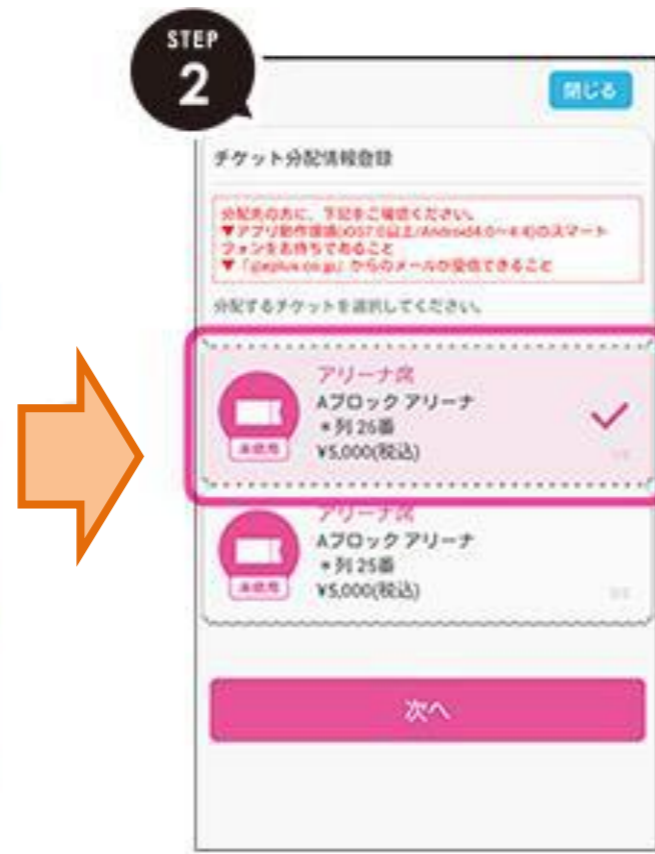 STEP
2
閉じる
チケット分配情報登録
分配先の方に、下記をご確認ください。
▼アプリ動作環境(iOS7.0以上/Android4.0〜4.4)のスマート
フォンをお持ちであること
▼「@eplus.co.jp」からのメールが受信できること
分配するチケットを選択してください。
アリーナ席
Aブロック アリーナ
*列 26番
¥5,000(税込)
未使用
アリーナ席
Aブロック アリーナ
*列 25番
¥5,000(税込)
未使用
次へ